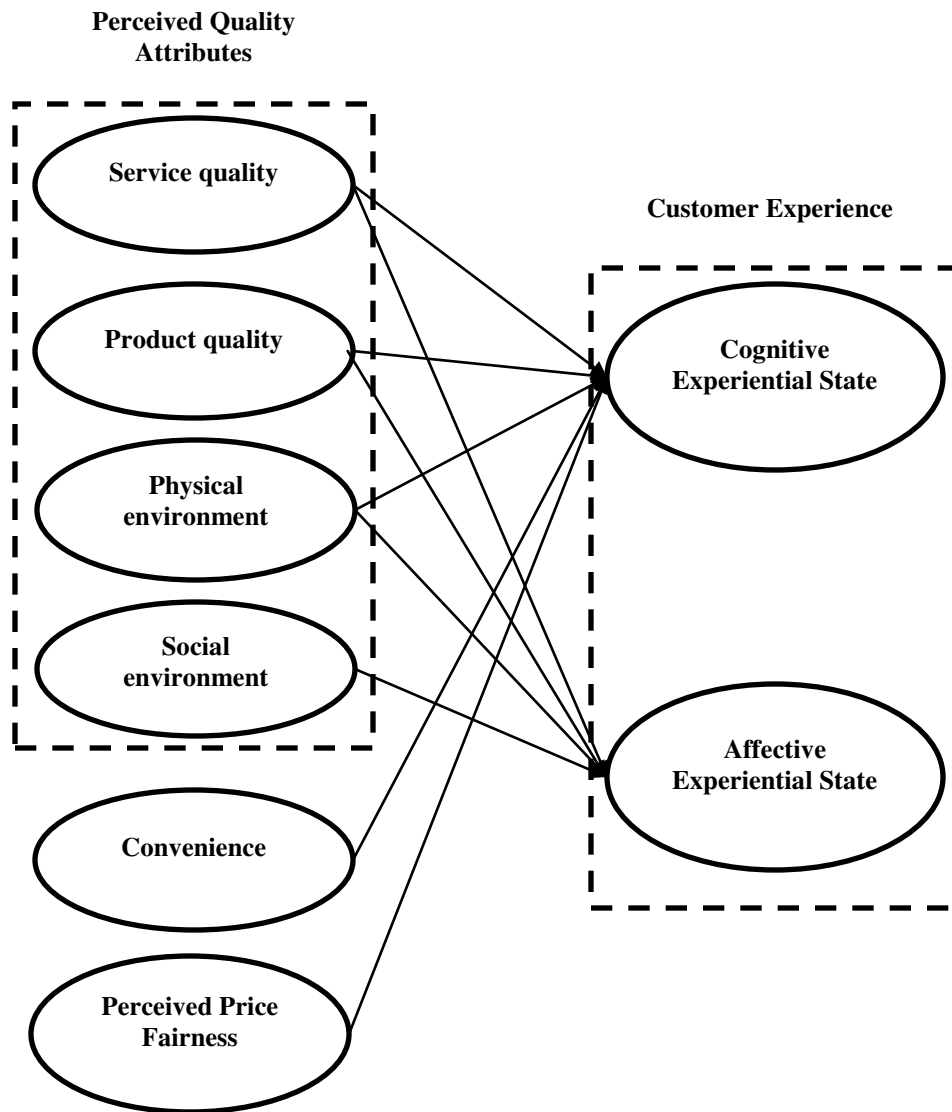 Perceived Quality
Attributes
Service quality
Product quality
Physical
environment
Social
environment
Convenience
Perceived Price
Fairness
Customer Experience
Cognitive
Experiential State
Affective
Experiential State